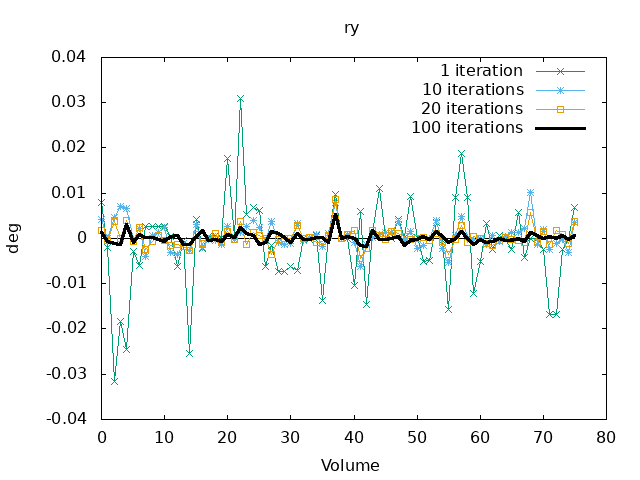 ry
0.04
0.03
0.02
0.01
0
-0.01
-0.02
-0.03
-0.04
deg
1 iteration
10 iterations
20 iterations
100 iterations
0 10 20 30 40 50 60 70 80
Volume